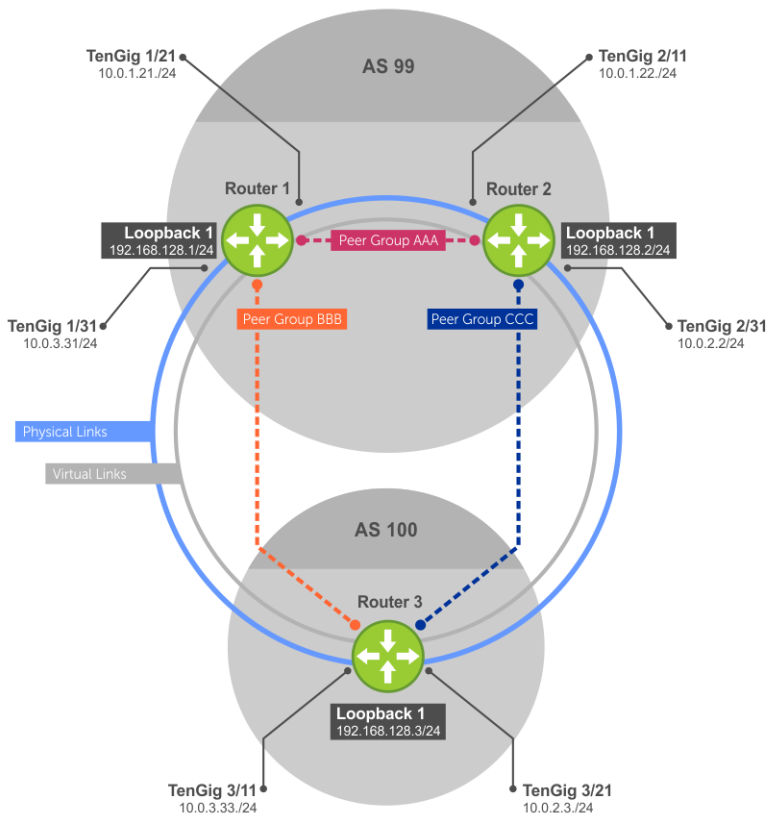 TenGig 1/21
10.0.1.21./24
AS 99
TenGig 2/11
10.0.1.22./24
Router 1
Router 2
Loopback 1
192.168.128.1/24
Peer Group AAA
Loopback 1
192.168.128.2/24
TenGig 1/31
10.0.3.31/24
Peer Group BBB
Peer Group CCC
TenGig 2/31
10.0.2.2/24
Physical Links
Virtual Links
AS 100
Router 3
Loopback 1
192.168.128.3/24
TenGig 3/11
10.0.3.33./24
TenGig 3/21
10.0.2.3./24